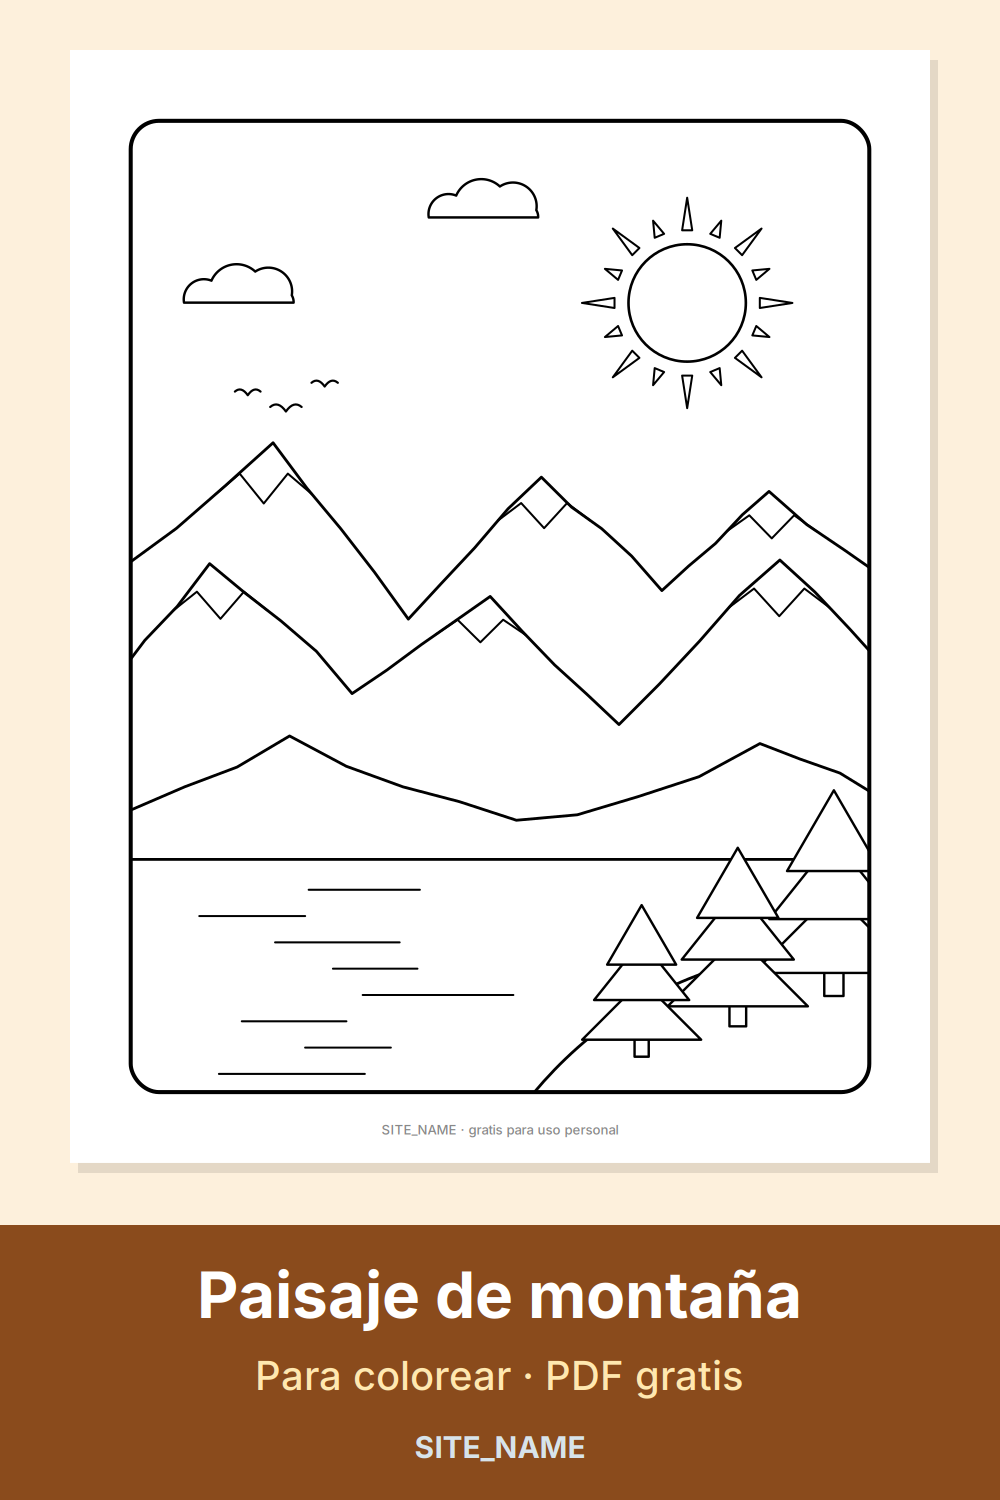 SITE_NAME · gratis para uso personal
Paisaje de montaña
Para colorear · PDF gratis
SITE_NAME